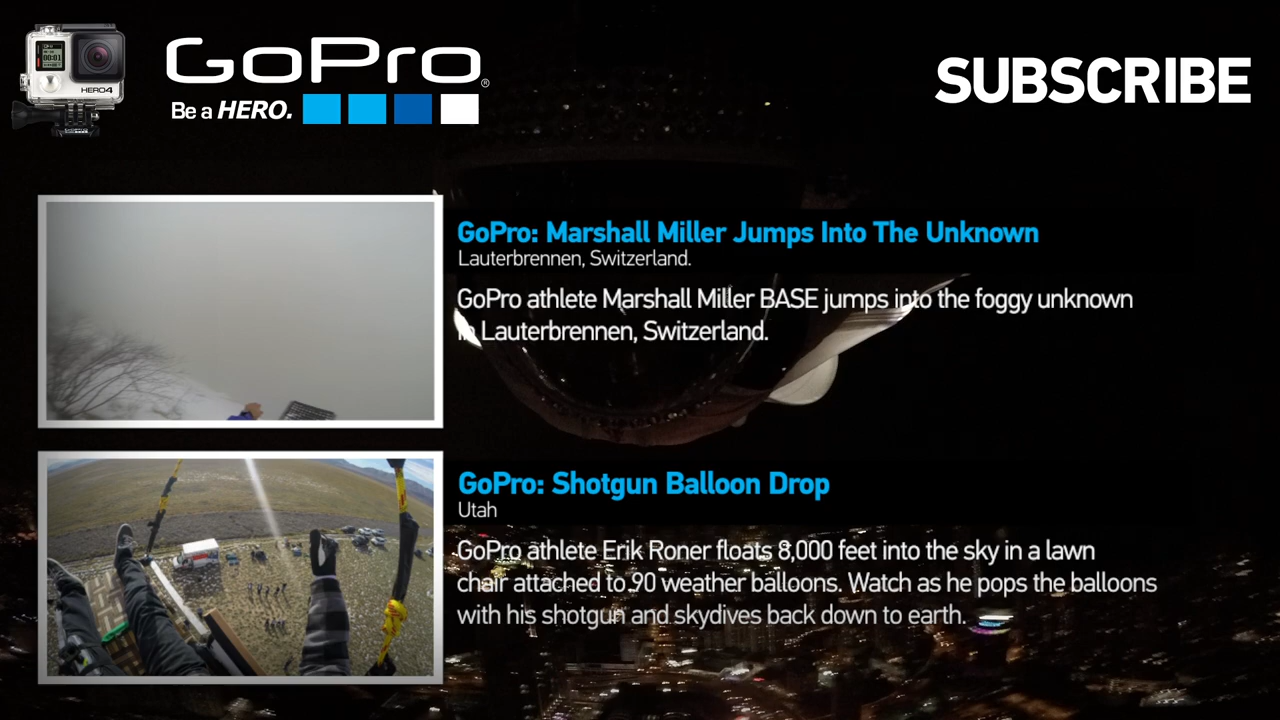 GoPro®
Be a HERO.
HERO4
SUBSCRIBE
GoPro: Marshall Miller Jumps Into The Unknown
Lauterbrennen, Switzerland.
GoPro athlete Marshall Miller BASE jumps into the foggy unknown
in Lauterbrennen, Switzerland.
GoPro: Shotgun Balloon Drop
Utah
GoPro athlete Erik Roner floats 8,000 feet into the sky in a lawn
chair attached to 90 weather balloons. Watch as he pops the balloons
with his shotgun and skydives back down to earth.